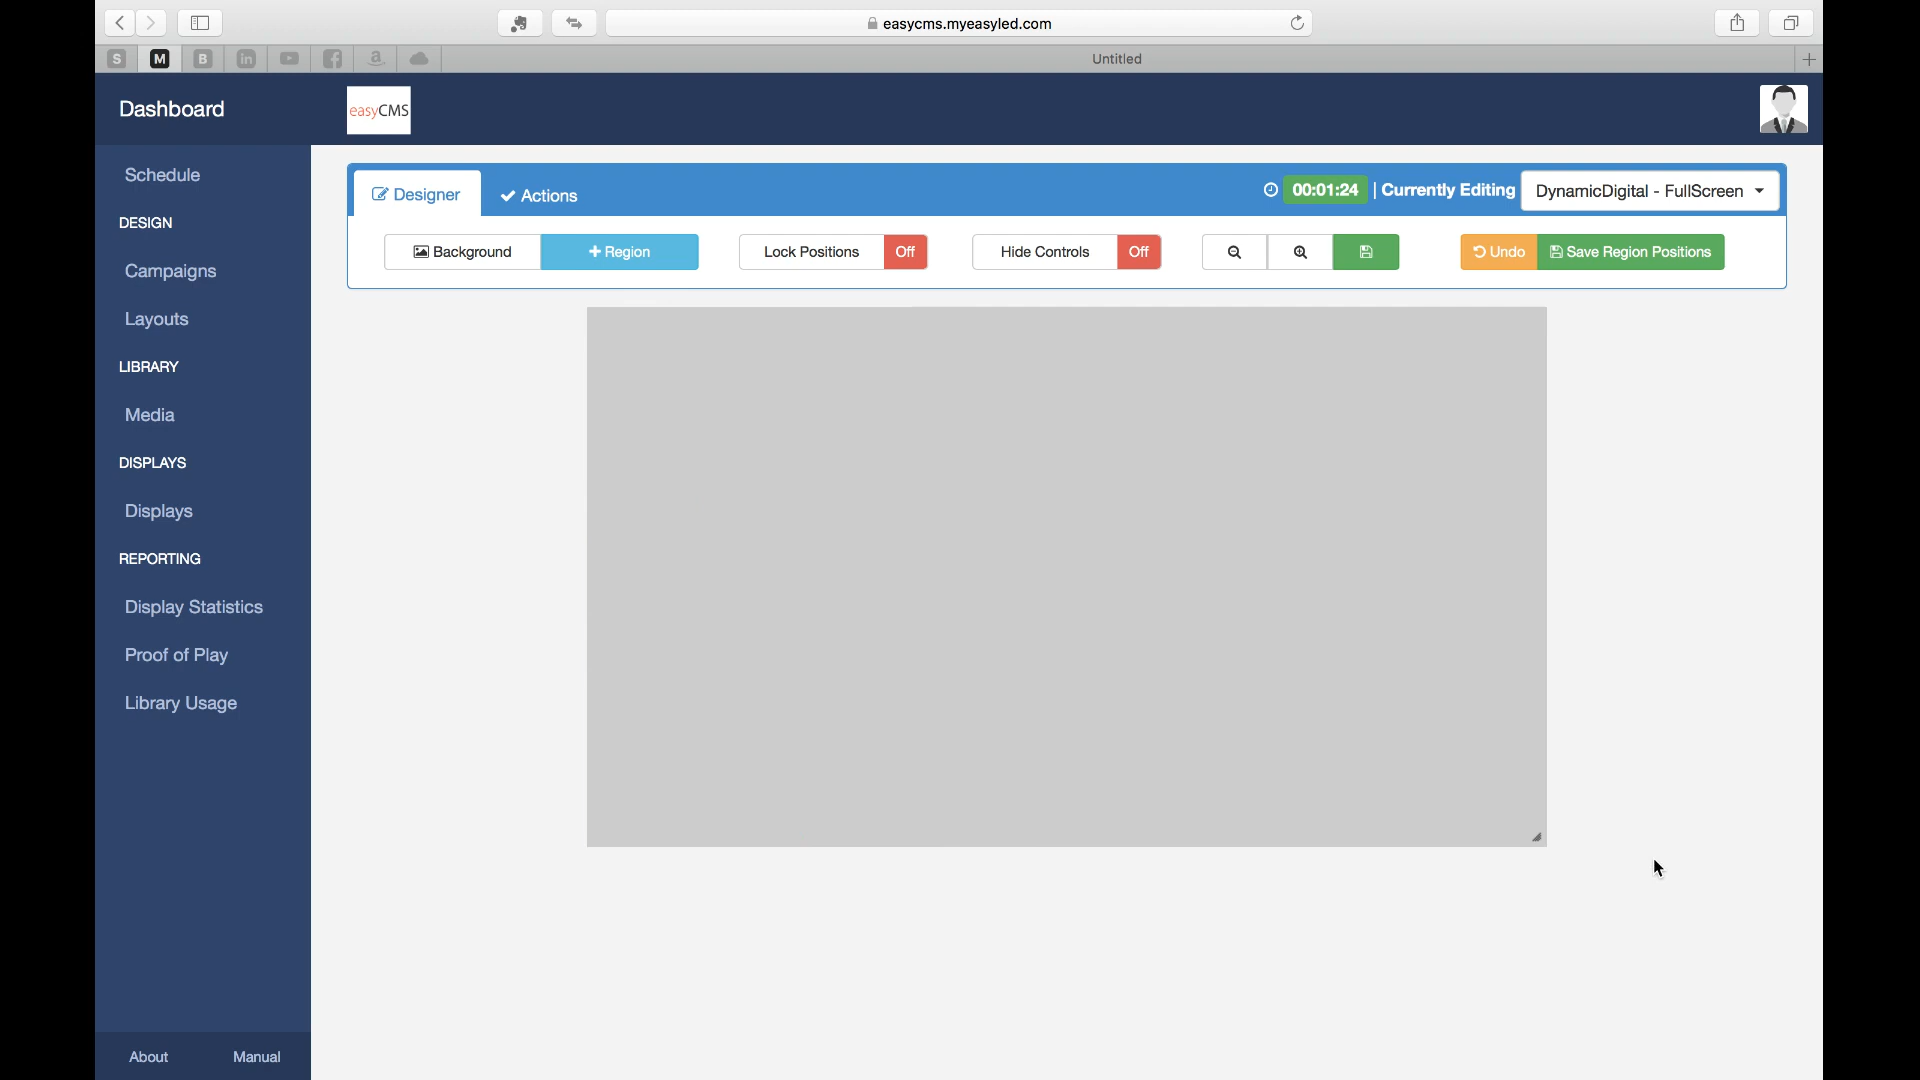 easycms.myeasyled.com
S
M
B
in
a
Untitled
Dashboard
easyCMS
Schedule
DESIGN
Campaigns
Layouts
LIBRARY
Media
DISPLAYS
Displays
REPORTING
Display Statistics
Proof of Play
Library Usage
About
Manual
Designer
Actions
00:01:24 | Currently Editing
DynamicDigital - FullScreen
Background
Region
Lock Positions
Off
Hide Controls
Off
Undo
Save Region Positions